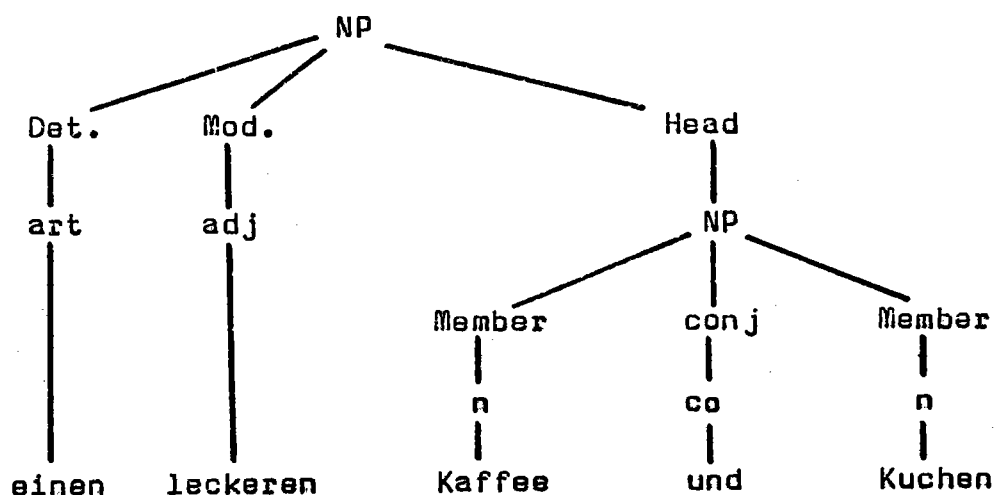 NP
Det. Mod. Head
art adj NP
Member conj Member
n co n
einen leckeren Kaffee und Kuchen